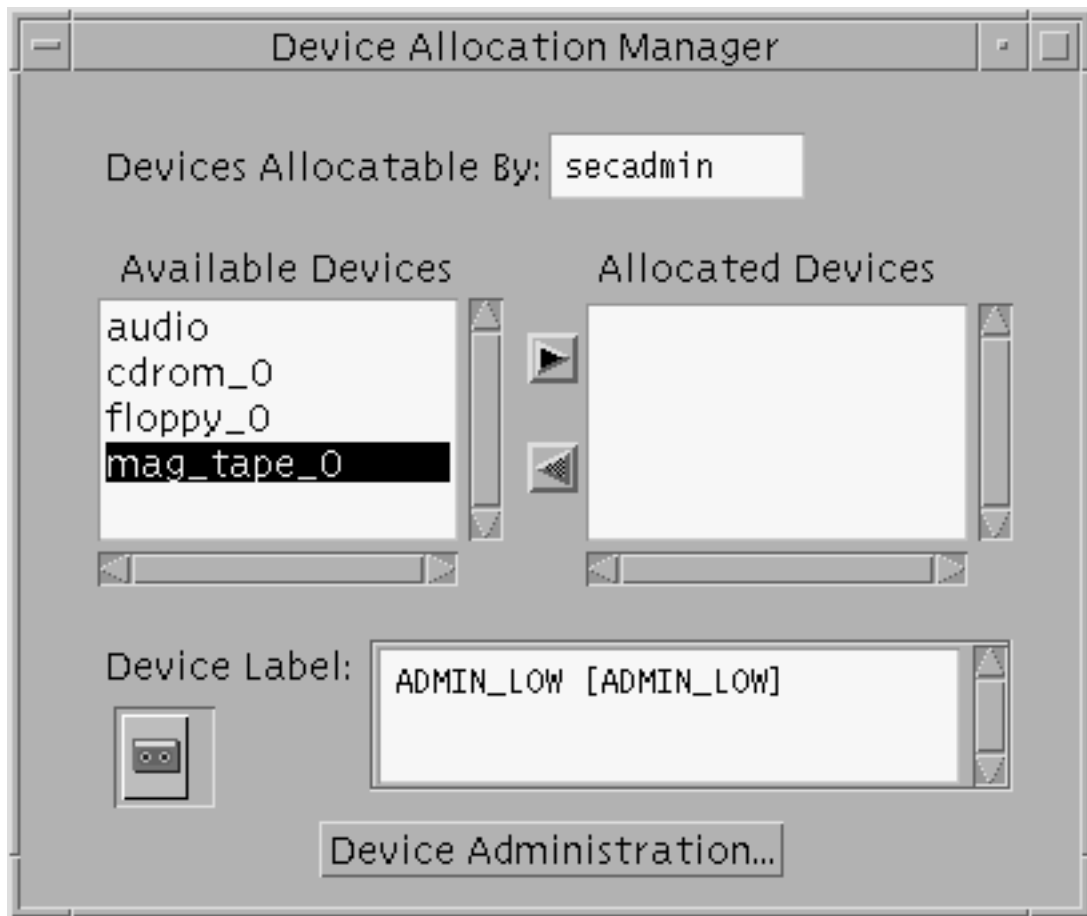 Device Allocation Manager
Devices Allocatable By: secadmin
Available Devices
audio
cdrom_0
floppy_0
mag_tape_0
Allocated Devices
Device Label:
ADMIN_LOW [ADMIN_LOW]
Device Administration...